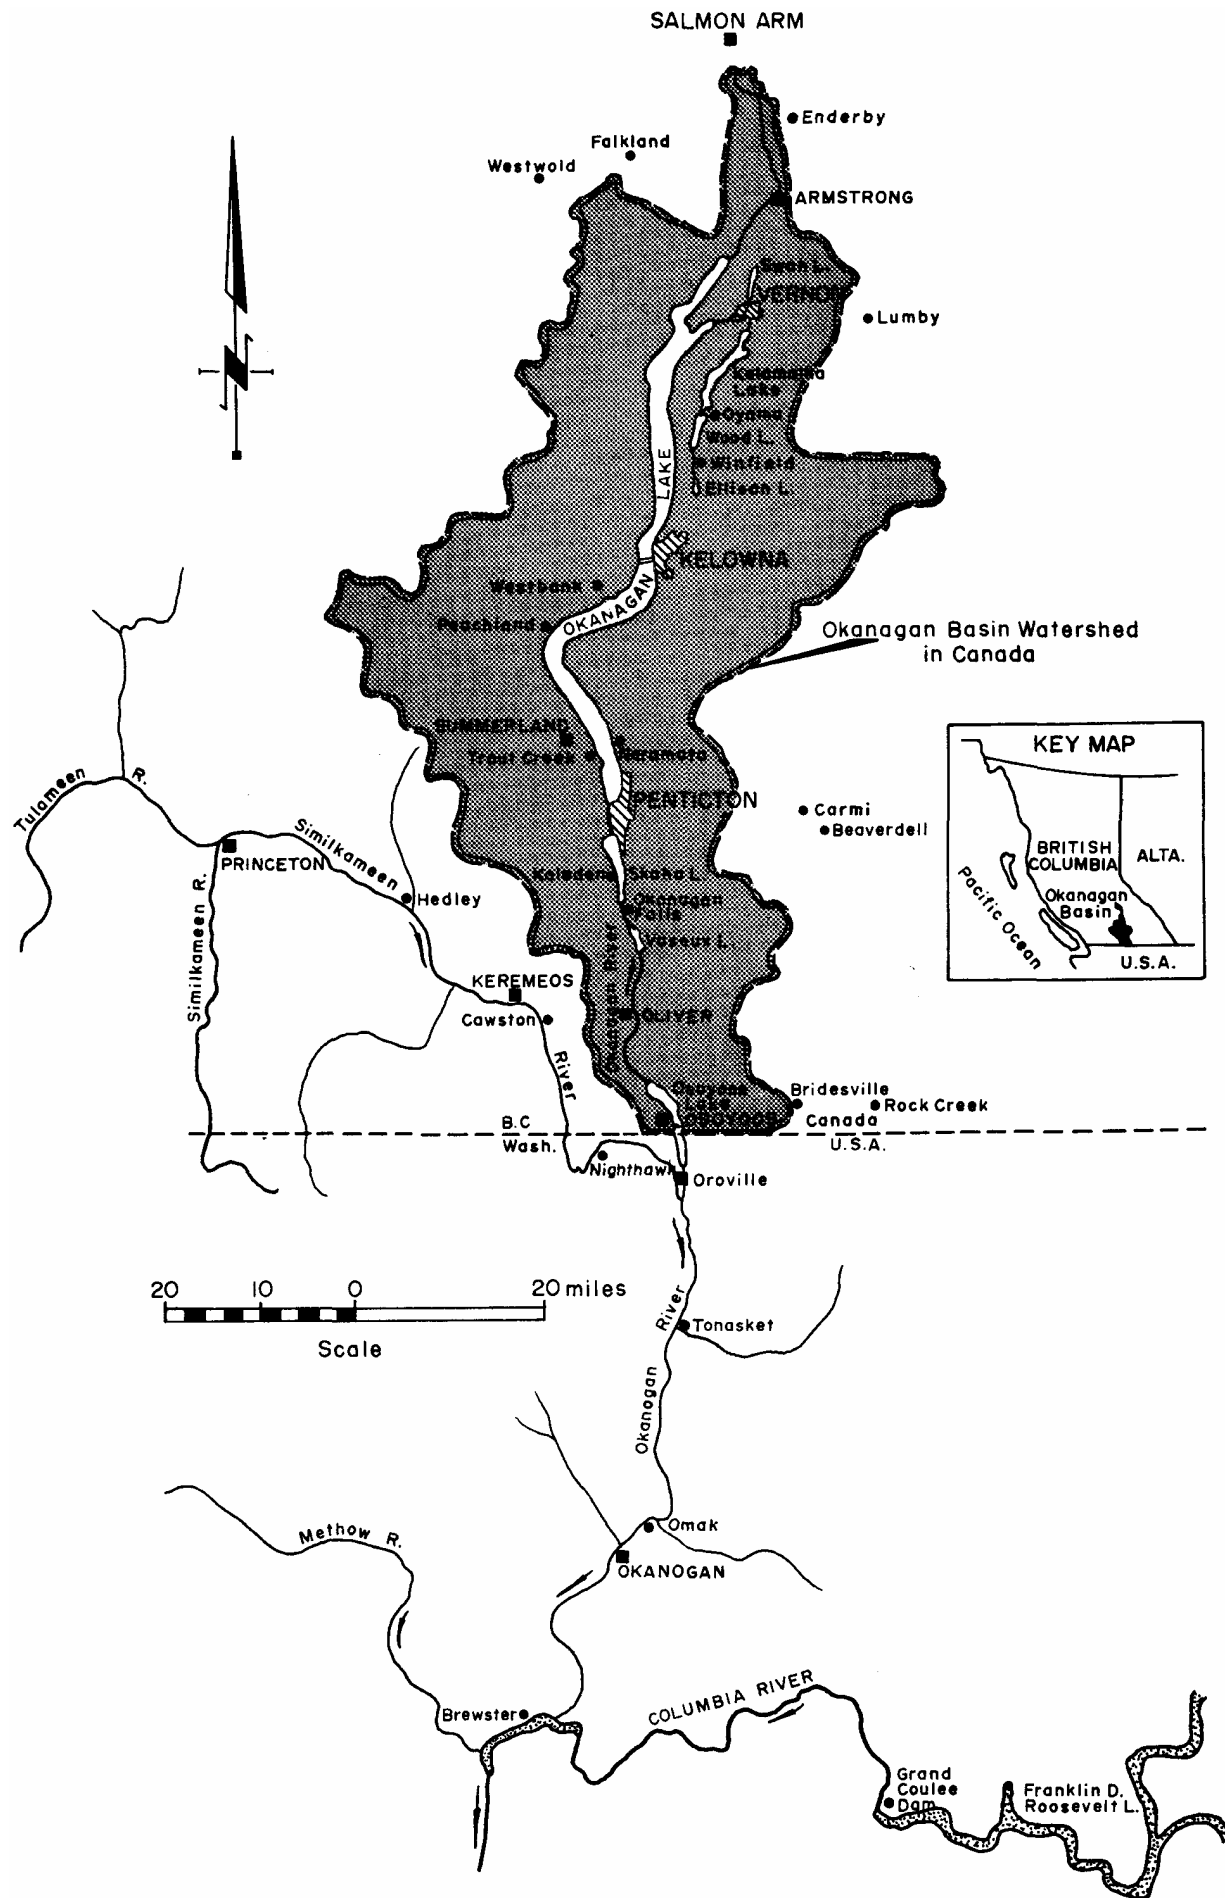 SALMON ARM
Enderby
Falkland
Westwold
ARMSTRONG
Swan L.
VERNON
Lumby
Kalamalka
Lake
Oyama
Wood L.
Winfield
Ellison L.
LAKE
KELOWNA
Westbank
OKANAGAN
Peachland
Okanagan Basin Watershed
in Canada
SUMMERLAND
Trout Creek
Naramata
PENTICTON
Carmi
Beaverdell
KEY MAP
BRITISH
COLUMBIA
ALTA.
Okanagan
Basin
Pacific Ocean
U.S.A.
Tulameen R.
PRINCETON
Similkameen
Hedley
Similkameen R.
Kaledena
Skaha L.
Okanagan
Falls
Vaseux L.
Okanagan River
KEREMEOS
Cawston
OLIVER
River
Osoyoos
Lake
OSOYOOS
Bridesville
Rock Creek
B.C
Canada
Wash.
U.S.A.
Nighthawk
Oroville
20 10 0 20 miles
Scale
River
Tonasket
Okanogan
Omak
OKANOGAN
Methow R.
Brewster
COLUMBIA RIVER
Grand
Coulee
Dam
Franklin D.
Roosevelt L.